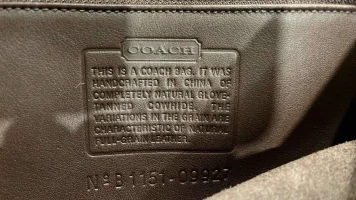 COACH
THIS IS A COACH BAG. IT WAS
HANDCRAFTED IN CHINA OF
COMPLETELY NATURAL GLOVE
TANNED COWHIDE. THE
VARIATIONS IN THE GRAIN ARE
CHARACTERISTIC OF NATURAL
FULL-GRAIN LEATHER.
Nº B1151-09927